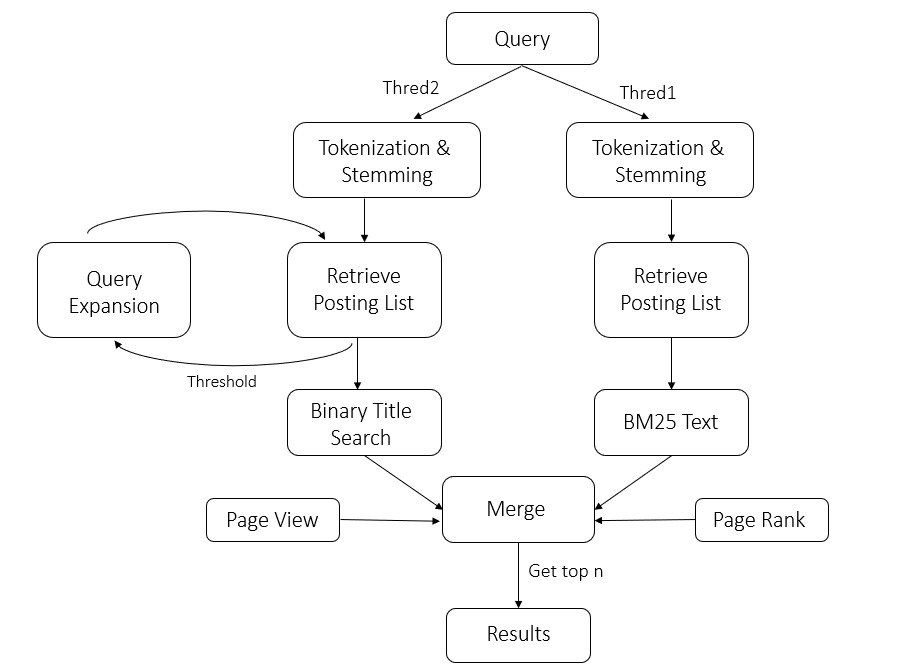 Query
Thred2
Thred1
Tokenization &
Stemming
Tokenization &
Stemming
Query
Expansion
Retrieve
Posting List
Retrieve
Posting List
Threshold
Binary Title
Search
BM25 Text
Page View
Merge
Page Rank
Get top n
Results